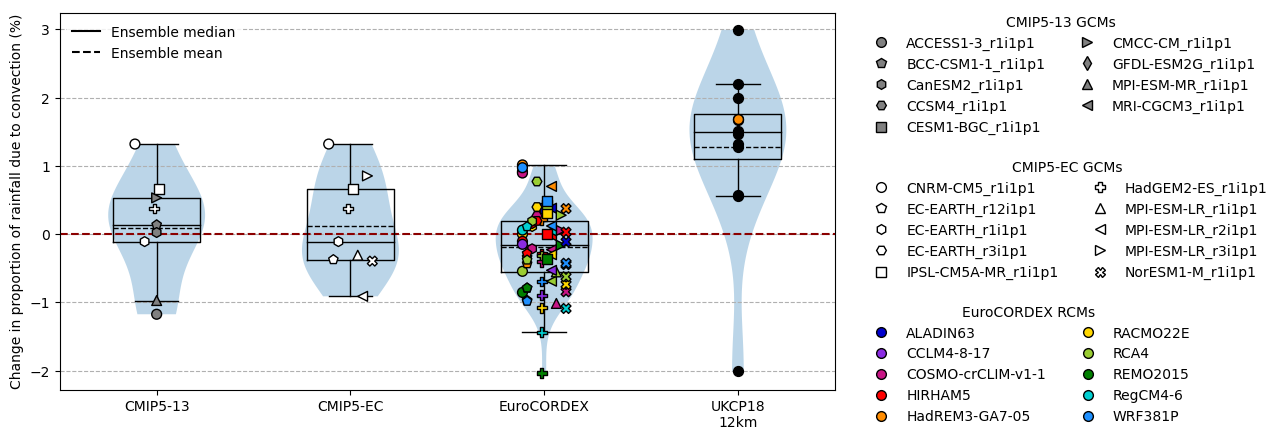 Change in proportion of rainfall due to convection (%)
3
2
1
0
−1
−2
Ensemble median
Ensemble mean
CMIP5-13
CMIP5-EC
EuroCORDEX
UKCP18
12km
CMIP5-13 GCMs
ACCESS1-3_r1i1p1
BCC-CSM1-1_r1i1p1
CanESM2_r1i1p1
CCSM4_r1i1p1
CESM1-BGC_r1i1p1
CMCC-CM_r1i1p1
GFDL-ESM2G_r1i1p1
MPI-ESM-MR_r1i1p1
MRI-CGCM3_r1i1p1
CMIP5-EC GCMs
CNRM-CM5_r1i1p1
EC-EARTH_r12i1p1
EC-EARTH_r1i1p1
EC-EARTH_r3i1p1
IPSL-CM5A-MR_r1i1p1
HadGEM2-ES_r1i1p1
MPI-ESM-LR_r1i1p1
MPI-ESM-LR_r2i1p1
MPI-ESM-LR_r3i1p1
NorESM1-M_r1i1p1
EuroCORDEX RCMs
ALADIN63
CCLM4-8-17
COSMO-crCLIM-v1-1
HIRHAM5
HadREM3-GA7-05
RACMO22E
RCA4
REMO2015
RegCM4-6
WRF381P